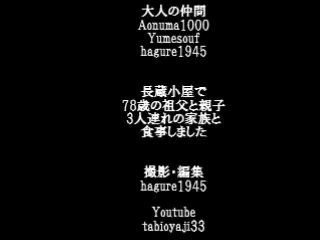 大人の仲間
Aonuma1000
Yumesouf
hagure1945
長蔵小屋で
78歳の祖父と親子
3人連れの家族と
食事しました
撮影・編集
hagure1945
Youtube
tabioyaji33